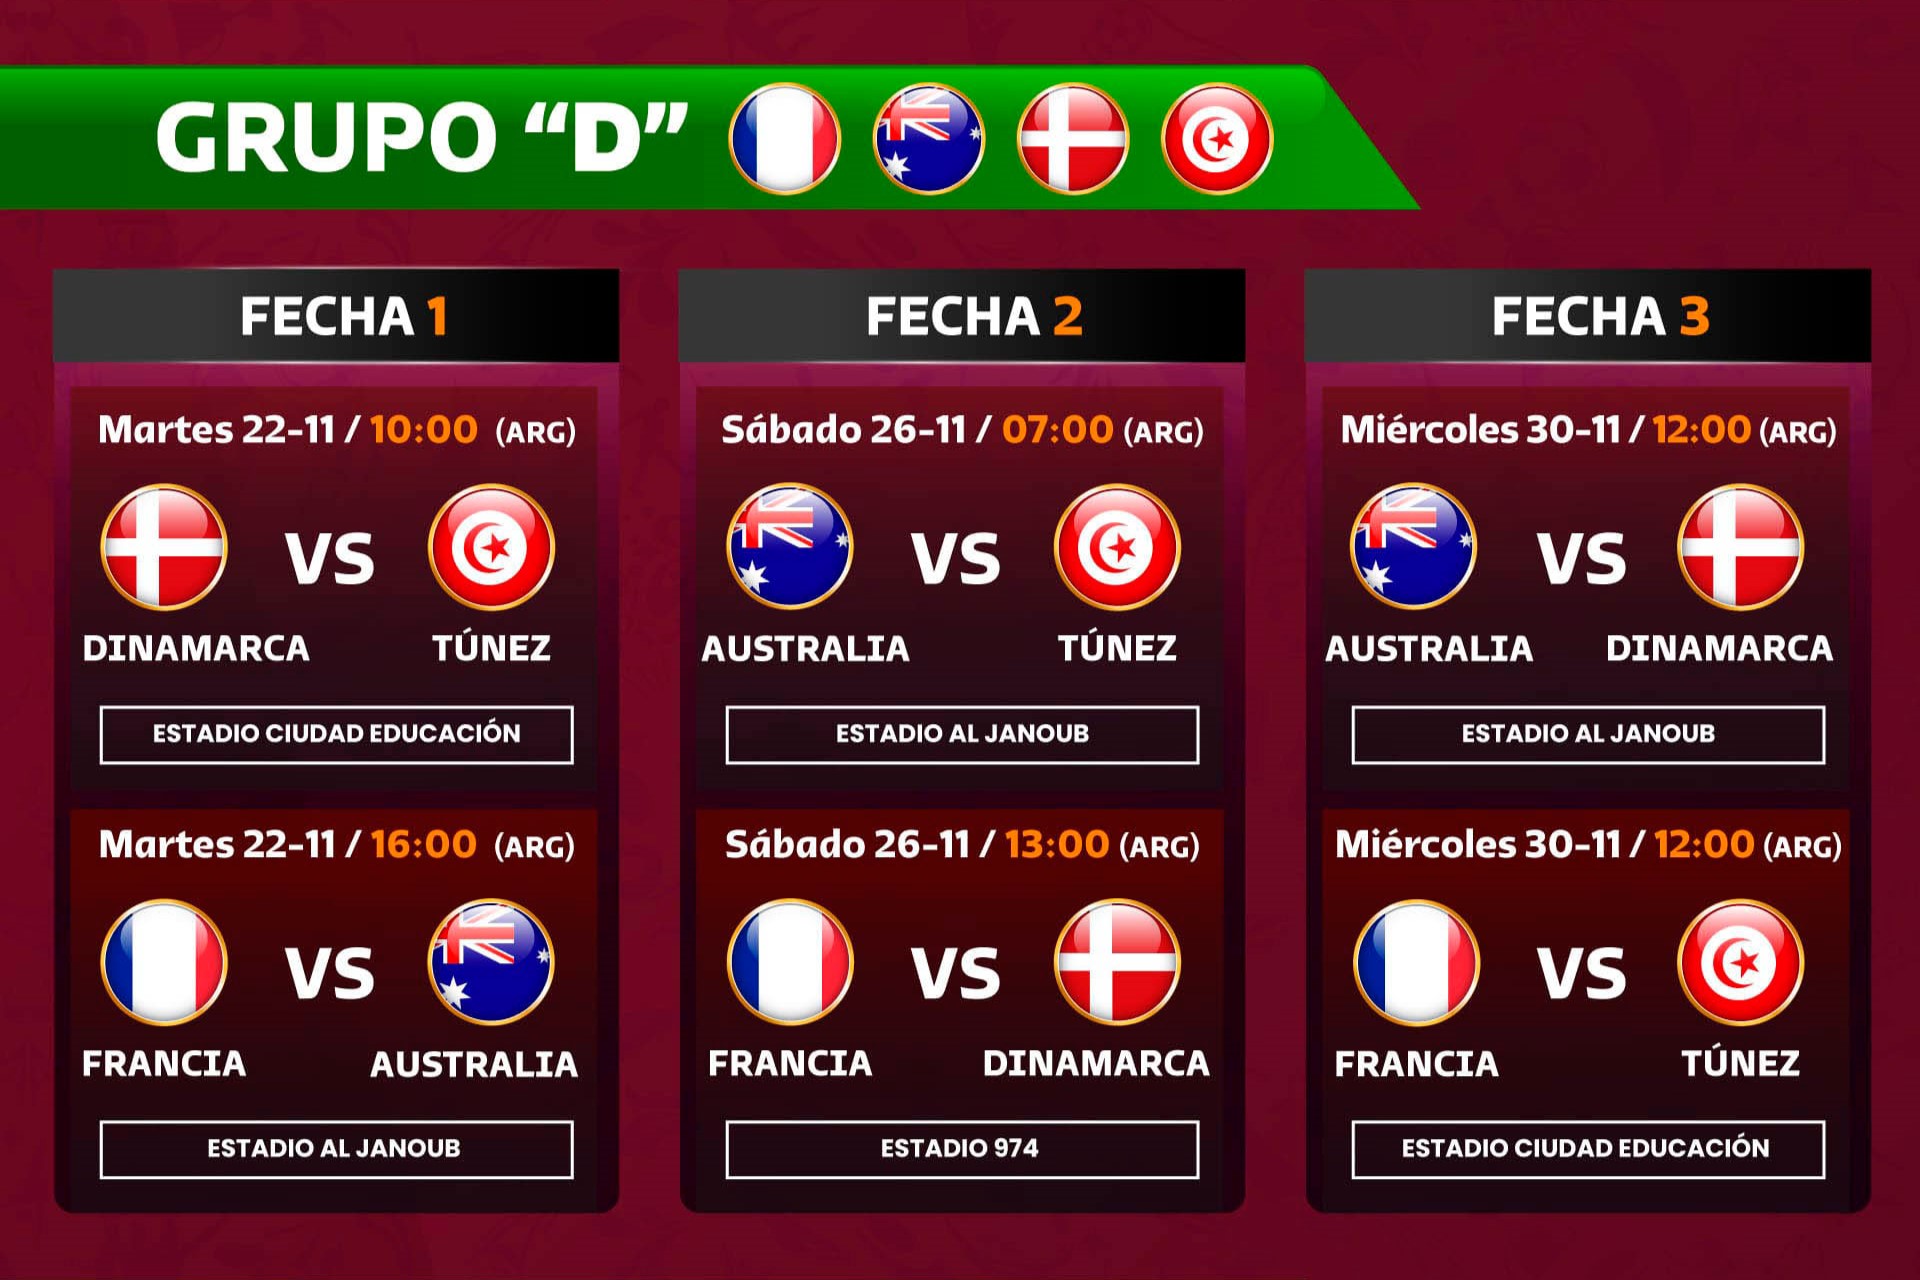 GRUPO “D”
FECHA 1
Martes 22-11 / 10:00 (ARG)
VS
DINAMARCA TÚNEZ
ESTADIO CIUDAD EDUCACIÓN
Martes 22-11 / 16:00 (ARG)
VS
FRANCIA AUSTRALIA
ESTADIO AL JANOUB
FECHA 2
Sábado 26-11 / 07:00 (ARG)
VS
AUSTRALIA TÚNEZ
ESTADIO AL JANOUB
Sábado 26-11 / 13:00 (ARG)
VS
FRANCIA DINAMARCA
ESTADIO 974
FECHA 3
Miércoles 30-11 / 12:00 (ARG)
VS
AUSTRALIA DINAMARCA
ESTADIO AL JANOUB
Miércoles 30-11 / 12:00 (ARG)
VS
FRANCIA TÚNEZ
ESTADIO CIUDAD EDUCACIÓN